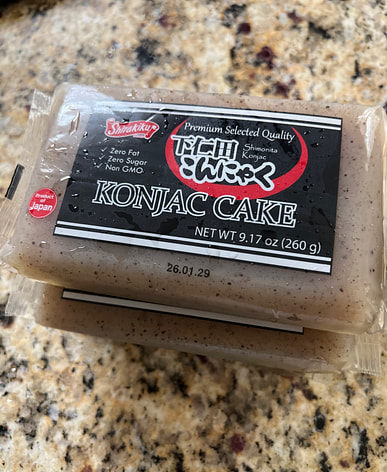 Shirakiku
Premium Selected Quality
✓ Zero Fat
✓ Zero Sugar
✓ Non GMO
下仁田
Shimonita
Konjac
こんにゃく
Product of
Japan
KONJAC CAKE
NET WT 9.17 oz (260 g)
26.01.29